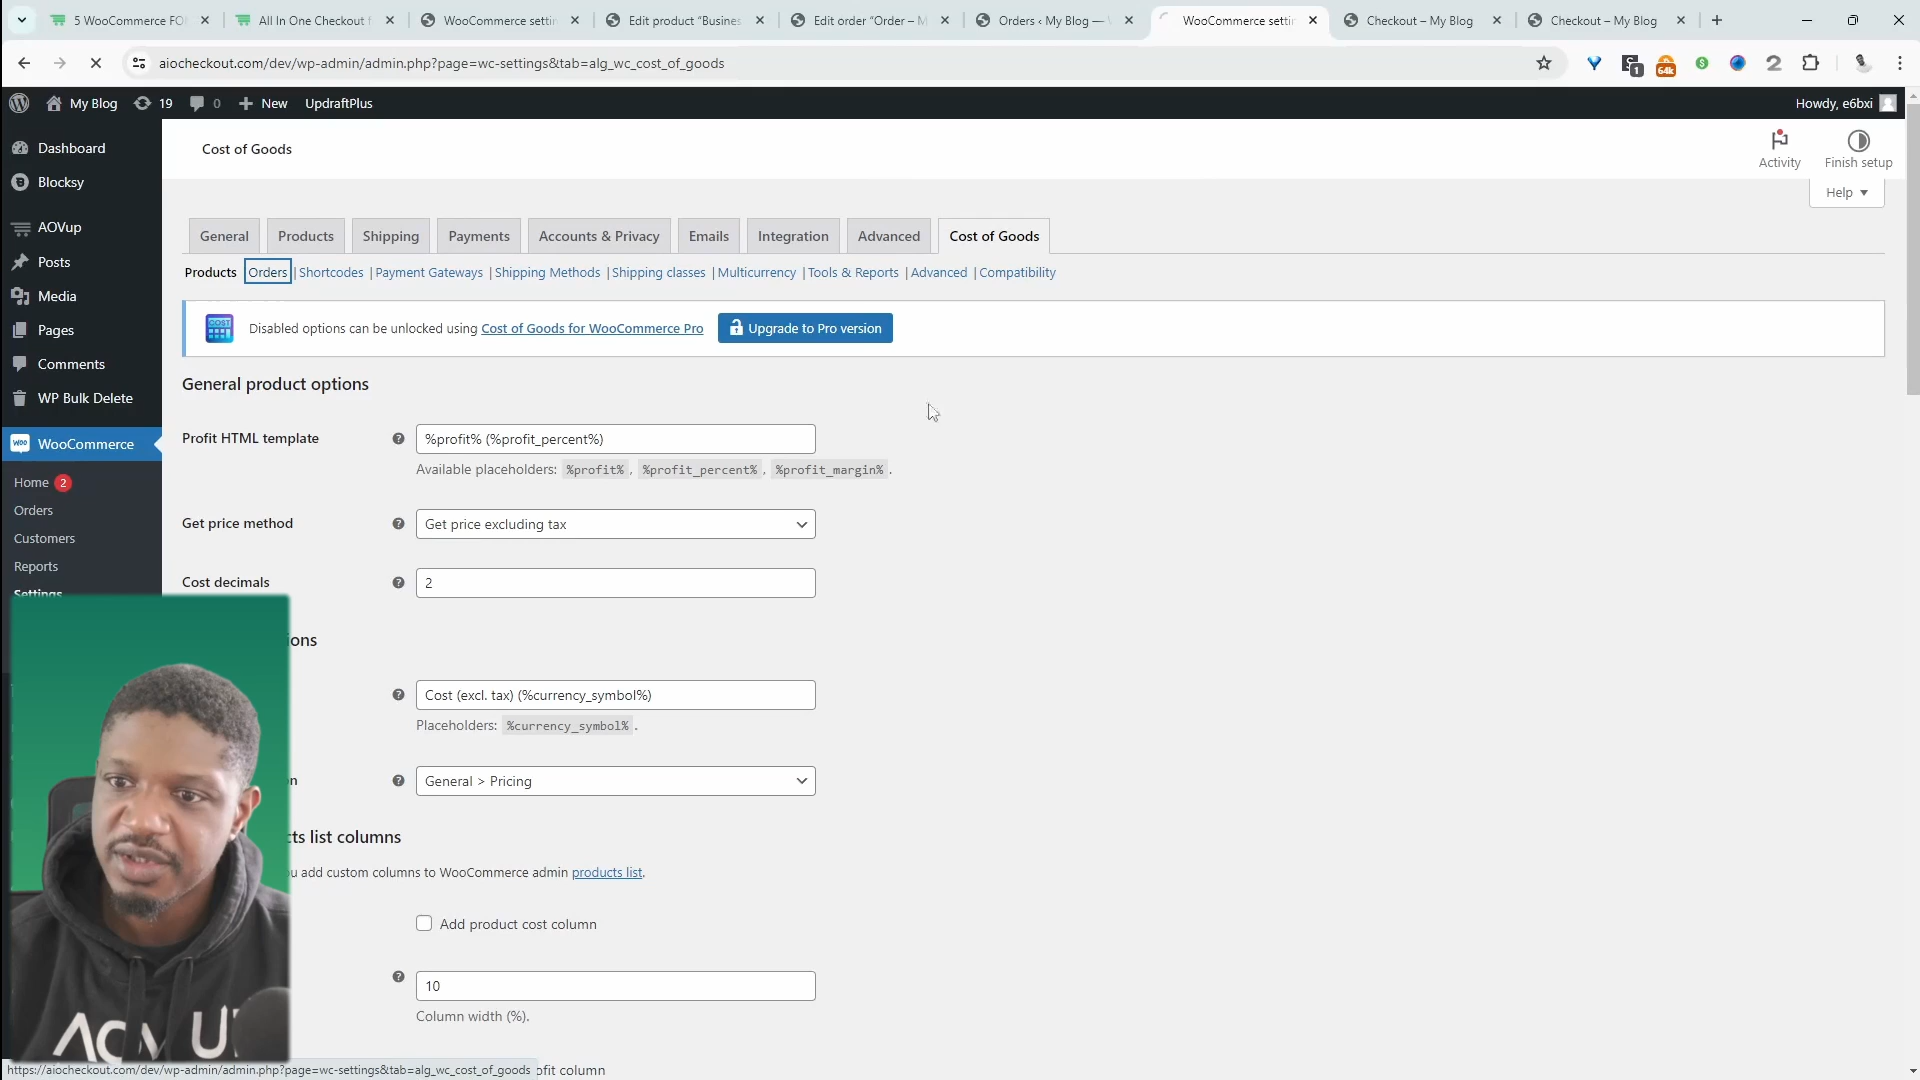 5 WooCommerce FO
All In One Checkout f
WooCommerce settin
Edit product "Busines
Edit order "Order – M
Orders ‹ My Blog —
WooCommerce settin
Checkout – My Blog
Checkout – My Blog
aiocheckout.com/dev/wp-admin/admin.php?page=wc-settings&tab=alg_wc_cost_of_goods
1
64k
My Blog
19
0
New
UpdraftPlus
Howdy, e6bxi
Dashboard
Blocksy
AOVup
Posts
Media
Pages
Comments
WP Bulk Delete
WooCommerce
Home 2
Orders
Customers
Reports
Settings
Cost of Goods
Activity
Finish setup
Help
General
Products
Shipping
Payments
Accounts & Privacy
Emails
Integration
Advanced
Cost of Goods
Products | Orders | Shortcodes | Payment Gateways | Shipping Methods | Shipping classes | Multicurrency | Tools & Reports | Advanced | Compatibility
Disabled options can be unlocked using Cost of Goods for WooCommerce Pro
Upgrade to Pro version
General product options
Profit HTML template
%profit% (%profit_percent%)
Available placeholders: %profit%, %profit_percent%, %profit_margin%.
Get price method
Get price excluding tax
Cost decimals
2
ions
Cost (excl. tax) (%currency_symbol%)
Placeholders: %currency_symbol%.
n
General > Pricing
cts list columns
u add custom columns to WooCommerce admin products list.
Add product cost column
10
Column width (%).
ofit column
https://aiocheckout.com/dev/wp-admin/admin.php?page=wc-settings&tab=alg_wc_cost_of_goods